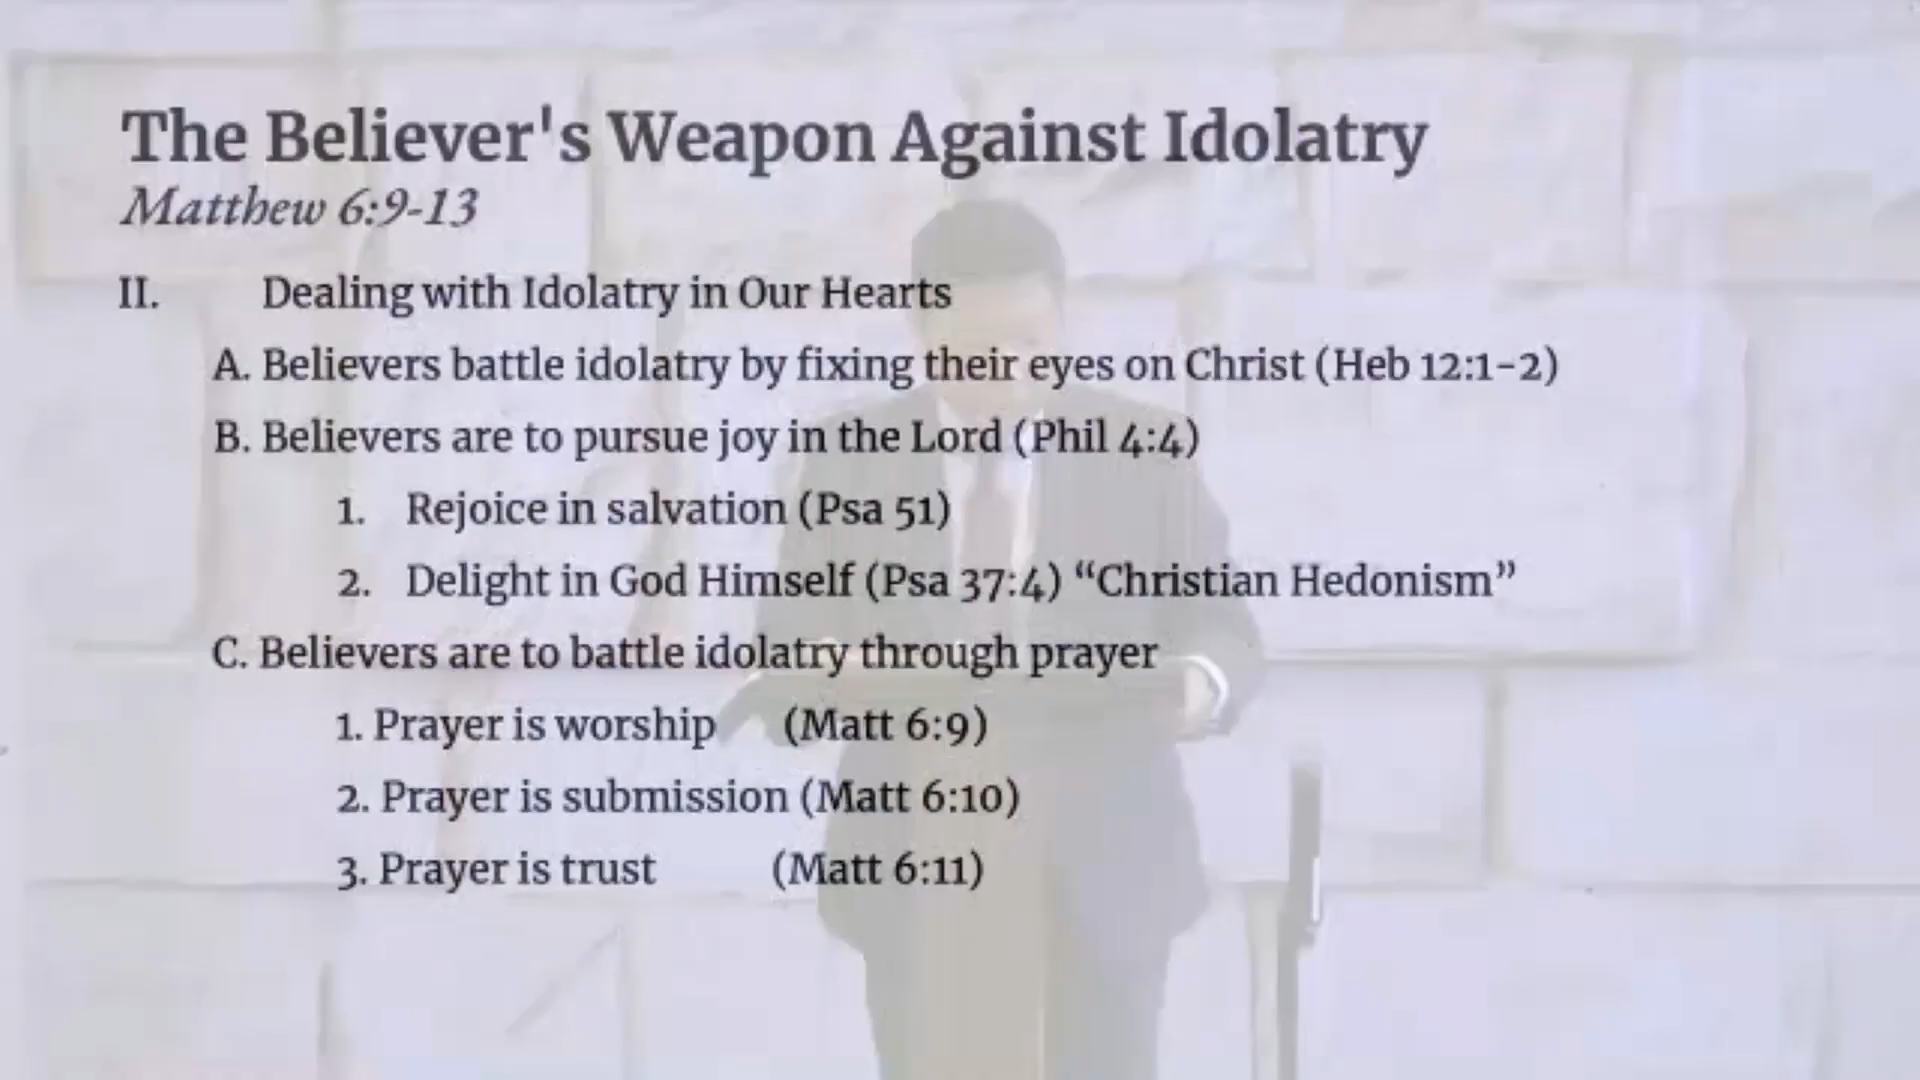 The Believer's Weapon Against Idolatry
Matthew 6:9-13
II. Dealing with Idolatry in Our Hearts
A. Believers battle idolatry by fixing their eyes on Christ (Heb 12:1-2)
B. Believers are to pursue joy in the Lord (Phil 4:4)
1. Rejoice in salvation (Psa 51)
2. Delight in God Himself (Psa 37:4) “Christian Hedonism”
C. Believers are to battle idolatry through prayer
1. Prayer is worship (Matt 6:9)
2. Prayer is submission (Matt 6:10)
3. Prayer is trust (Matt 6:11)